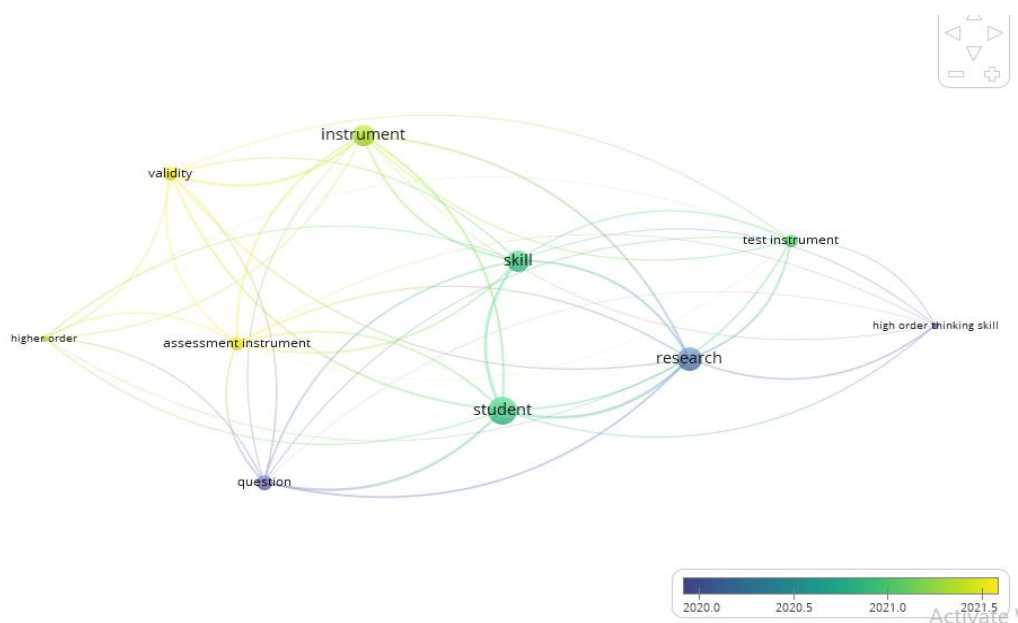 instrument
validity
test instrument
skill
high order thinking skill
higher order
assessment instrument
research
student
question
2020.0 2020.5 2021.0 2021.5
Activate